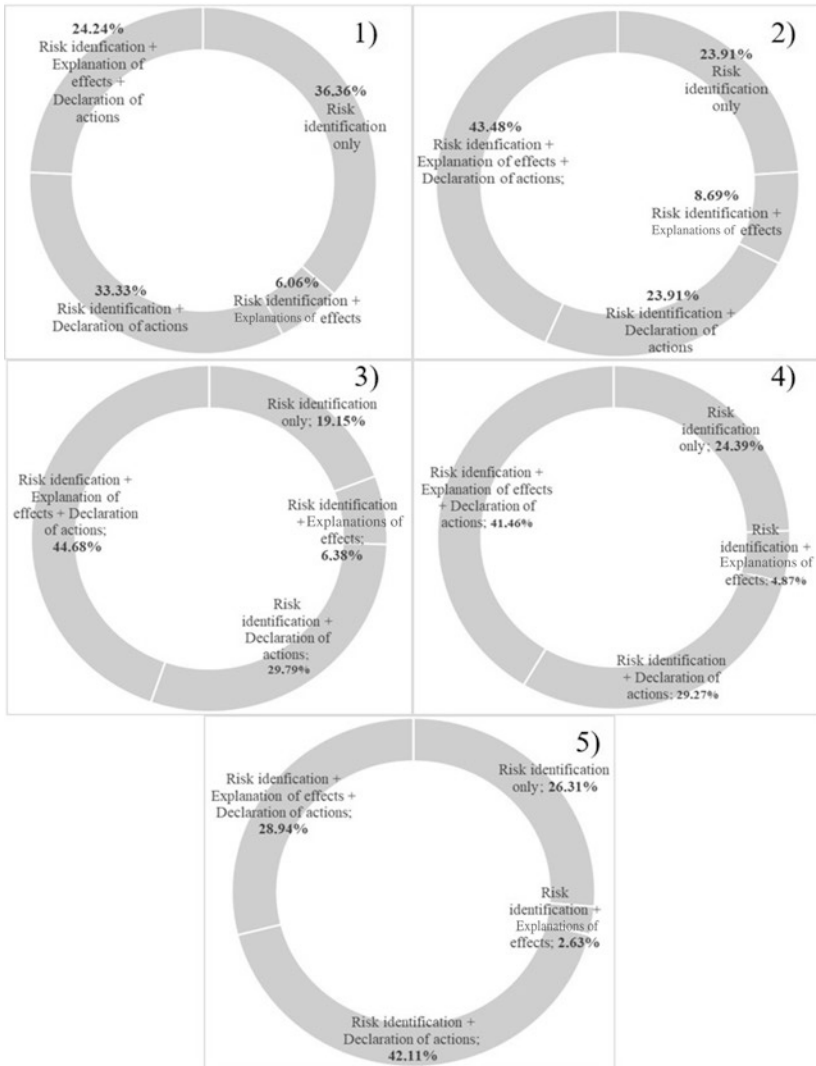 1)
24.24%
Risk idenfication +
Explanation of
effects +
Declaration of
actions
36.36%
Risk
identification
only
33.33%
Risk identification +
Declaration of actions
6.06%
Risk identification +
Explanations of effects
2)
23.91%
Risk
identification
only
43.48%
Risk idenfication +
Explanation of effects +
Declaration of actions;
8.69%
Risk identification +
Explanations of effects
23.91%
Risk identification +
Declaration of
actions
3)
Risk identification
only; 19.15%
Risk idenfication +
Explanation of
effects + Declaration
of actions;
44.68%
Risk identification
+Explanations of
effects;
6.38%
Risk
identification +
Declaration of
actions;
29.79%
4)
Risk
identification
only; 24.39%
Risk idenfication +
Explanation of effects
+ Declaration of
actions; 41.46%
Risk
identification +
Explanations of
effects; 4.87%
Risk identification
+ Declaration of
actions; 29.27%
5)
Risk identification
only; 26.31%
Risk idenfication +
Explanation of effects +
Declaration of actions;
28.94%
Risk
identification +
Explanations of
effects; 2.63%
Risk identification +
Declaration of actions;
42.11%